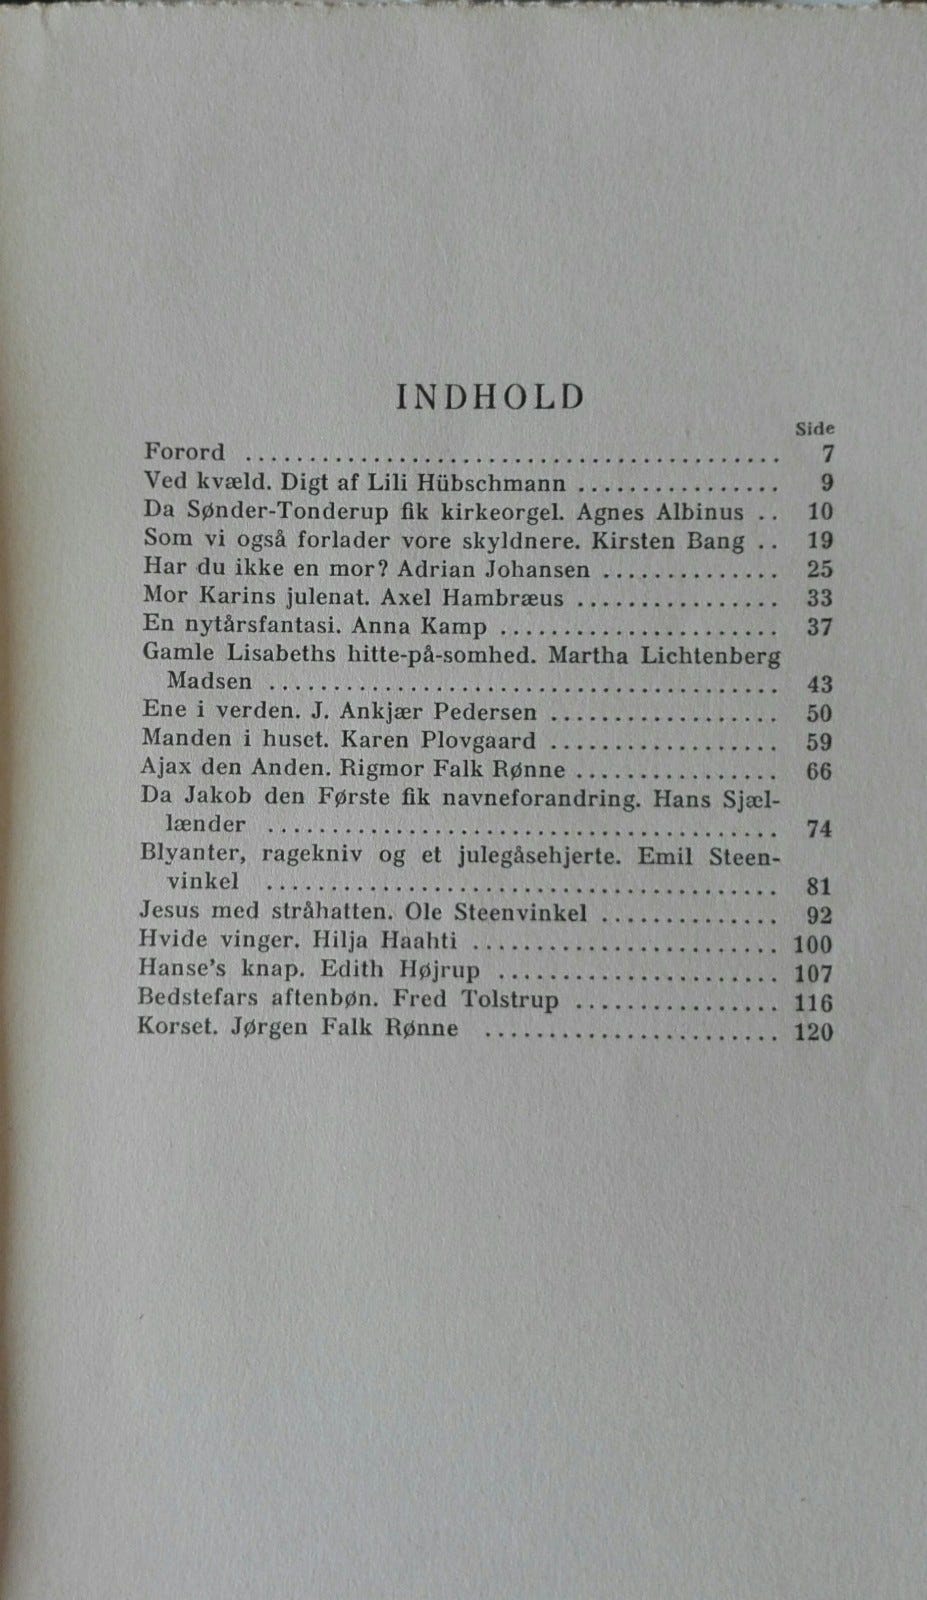 INDHOLD
Side
Forord ........................................ 7
Ved kvæld. Digt af Lili Hübschmann ................ 9
Da Sønder-Tonderup fik kirkeorgel. Agnes Albinus .. 10
Som vi også forlader vore skyldnere. Kirsten Bang .. 19
Har du ikke en mor? Adrian Johansen .............. 25
Mor Karins julenat. Axel Hambræus ................ 33
En nytårsfantasi. Anna Kamp ...................... 37
Gamle Lisabeths hitte-på-somhed. Martha Lichtenberg
Madsen ........................................ 43
Ene i verden. J. Ankjær Pedersen .................. 50
Manden i huset. Karen Plovgaard .................. 59
Ajax den Anden. Rigmor Falk Rønne ................ 66
Da Jakob den Første fik navneforandring. Hans Sjæl-
lænder ........................................ 74
Blyanter, ragekniv og et julegåsehjerte. Emil Steen-
vinkel ........................................ 81
Jesus med stråhatten. Ole Steenvinkel .............. 92
Hvide vinger. Hilja Haahti ........................ 100
Hanse's knap. Edith Højrup ...................... 107
Bedstefars aftenbøn. Fred Tolstrup ................ 116
Korset. Jørgen Falk Rønne ........................ 120